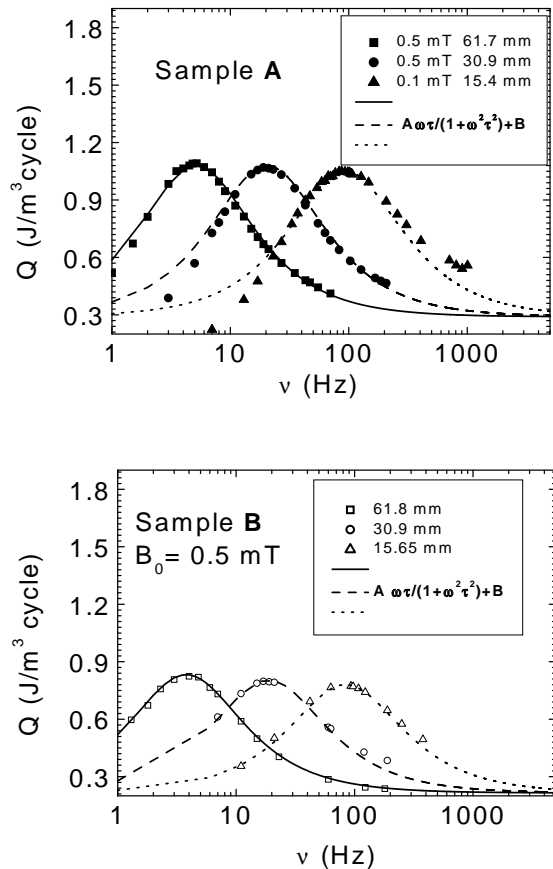 1.8
1.5
1.2
0.9
0.6
0.3
Q (J/m³cycle)
Sample A
0.5 mT 61.7 mm
0.5 mT 30.9 mm
0.1 mT 15.4 mm
A ωτ/(1+ω²τ²)+B
1 10 100 1000
ν (Hz)
1.8
1.5
1.2
0.9
0.6
0.3
Q (J/m³ cycle)
Sample B
B_0= 0.5 mT
61.8 mm
30.9 mm
15.65 mm
A ωτ/(1+ω²τ²)+B
1 10 100 1000
ν (Hz)